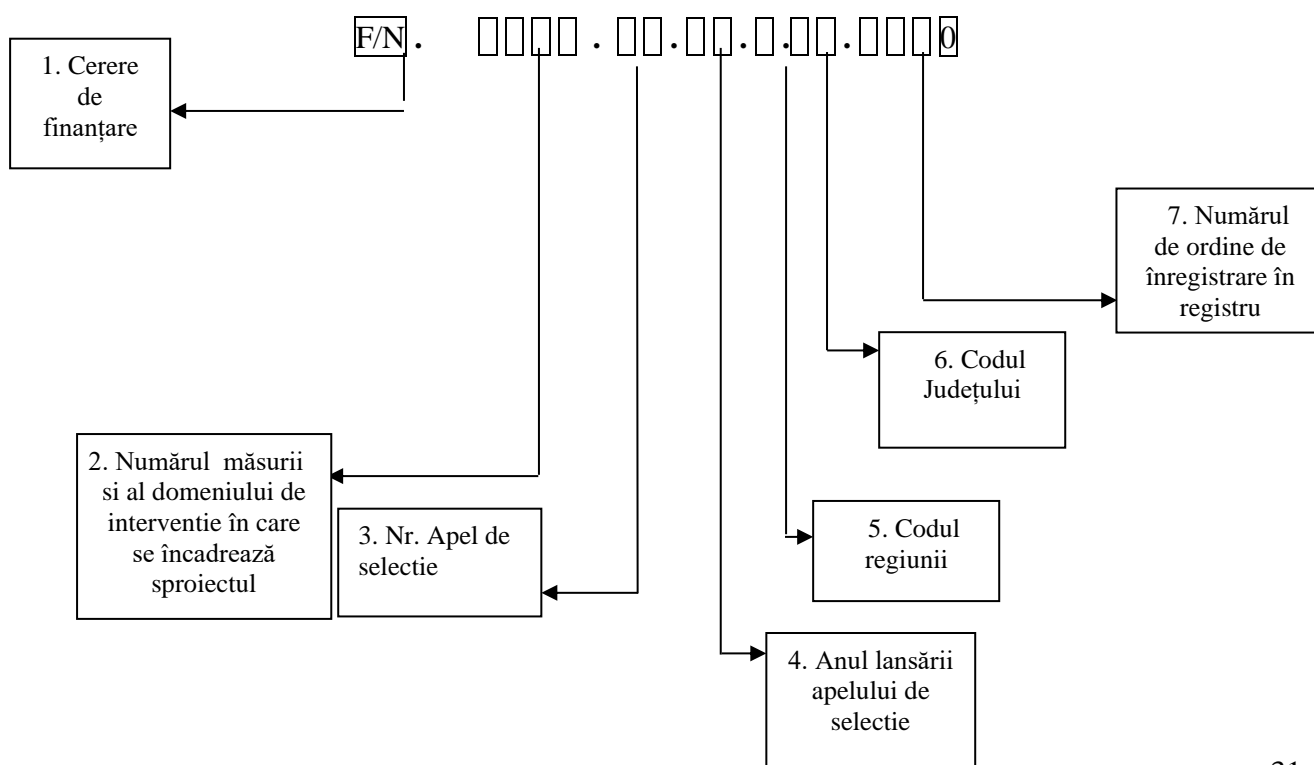 F/N. □□□□ . □□.□□.□.□□.□□□0
1. Cerere
de
finanțare
7. Numărul
de ordine de
înregistrare în
registru
6. Codul
Județului
2. Numărul măsurii
si al domeniului de
interventie în care
se încadrează
sproiectul
3. Nr. Apel de
selectie
5. Codul
regiunii
4. Anul lansării
apelului de
selectie